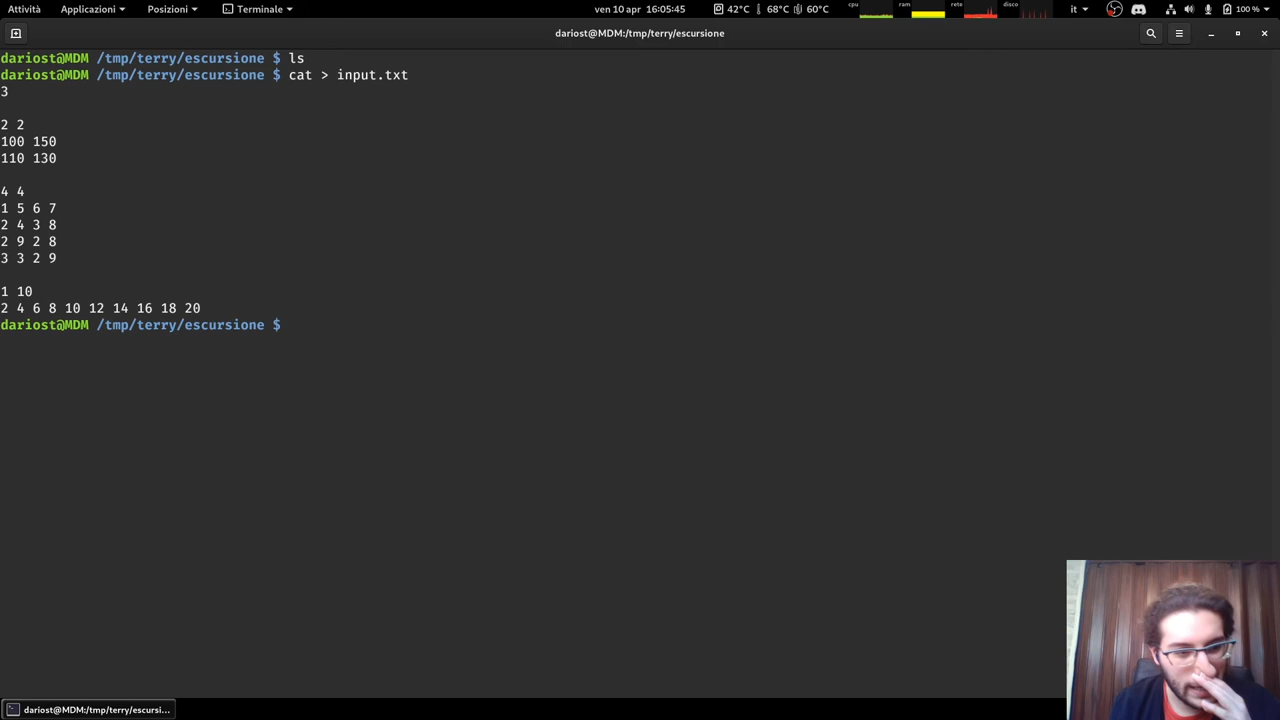 Attività Applicazioni Posizioni Terminale ven 10 apr 16:05:45 42°C 68°C 60°C cpu ram rete disco it 100 %
dariost@MDM:/tmp/terry/escursione
dariost@MDM /tmp/terry/escursione $ ls
dariost@MDM /tmp/terry/escursione $ cat > input.txt
3
2 2
100 150
110 130
4 4
1 5 6 7
2 4 3 8
2 9 2 8
3 3 2 9
1 10
2 4 6 8 10 12 14 16 18 20
dariost@MDM /tmp/terry/escursione $
dariost@MDM:/tmp/terry/escursi...